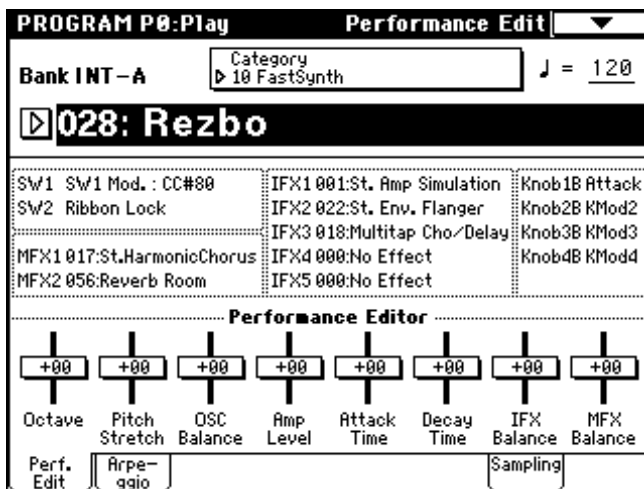 PROGRAM P0:Play Performance Edit
Bank INT-A
Category
10 FastSynth
♩ = 120
028: Rezbo
SW1 SW1 Mod.: CC#80
SW2 Ribbon Lock
MFX1 017:St.HarmonicChorus
MFX2 056:Reverb Room
IFX1 001:St. Amp Simulation
IFX2 022:St. Env. Flanger
IFX3 018:Multitap Cho/Delay
IFX4 000:No Effect
IFX5 000:No Effect
Knob1B Attack
Knob2B KMod2
Knob3B KMod3
Knob4B KMod4
Performance Editor
+00 +00 +00 +00 +00 +00 +00 +00
Octave
Pitch
Stretch
OSC
Balance
Amp
Level
Attack
Time
Decay
Time
IFX
Balance
MFX
Balance
Perf.
Edit
Arpe-
ggio
Sampling